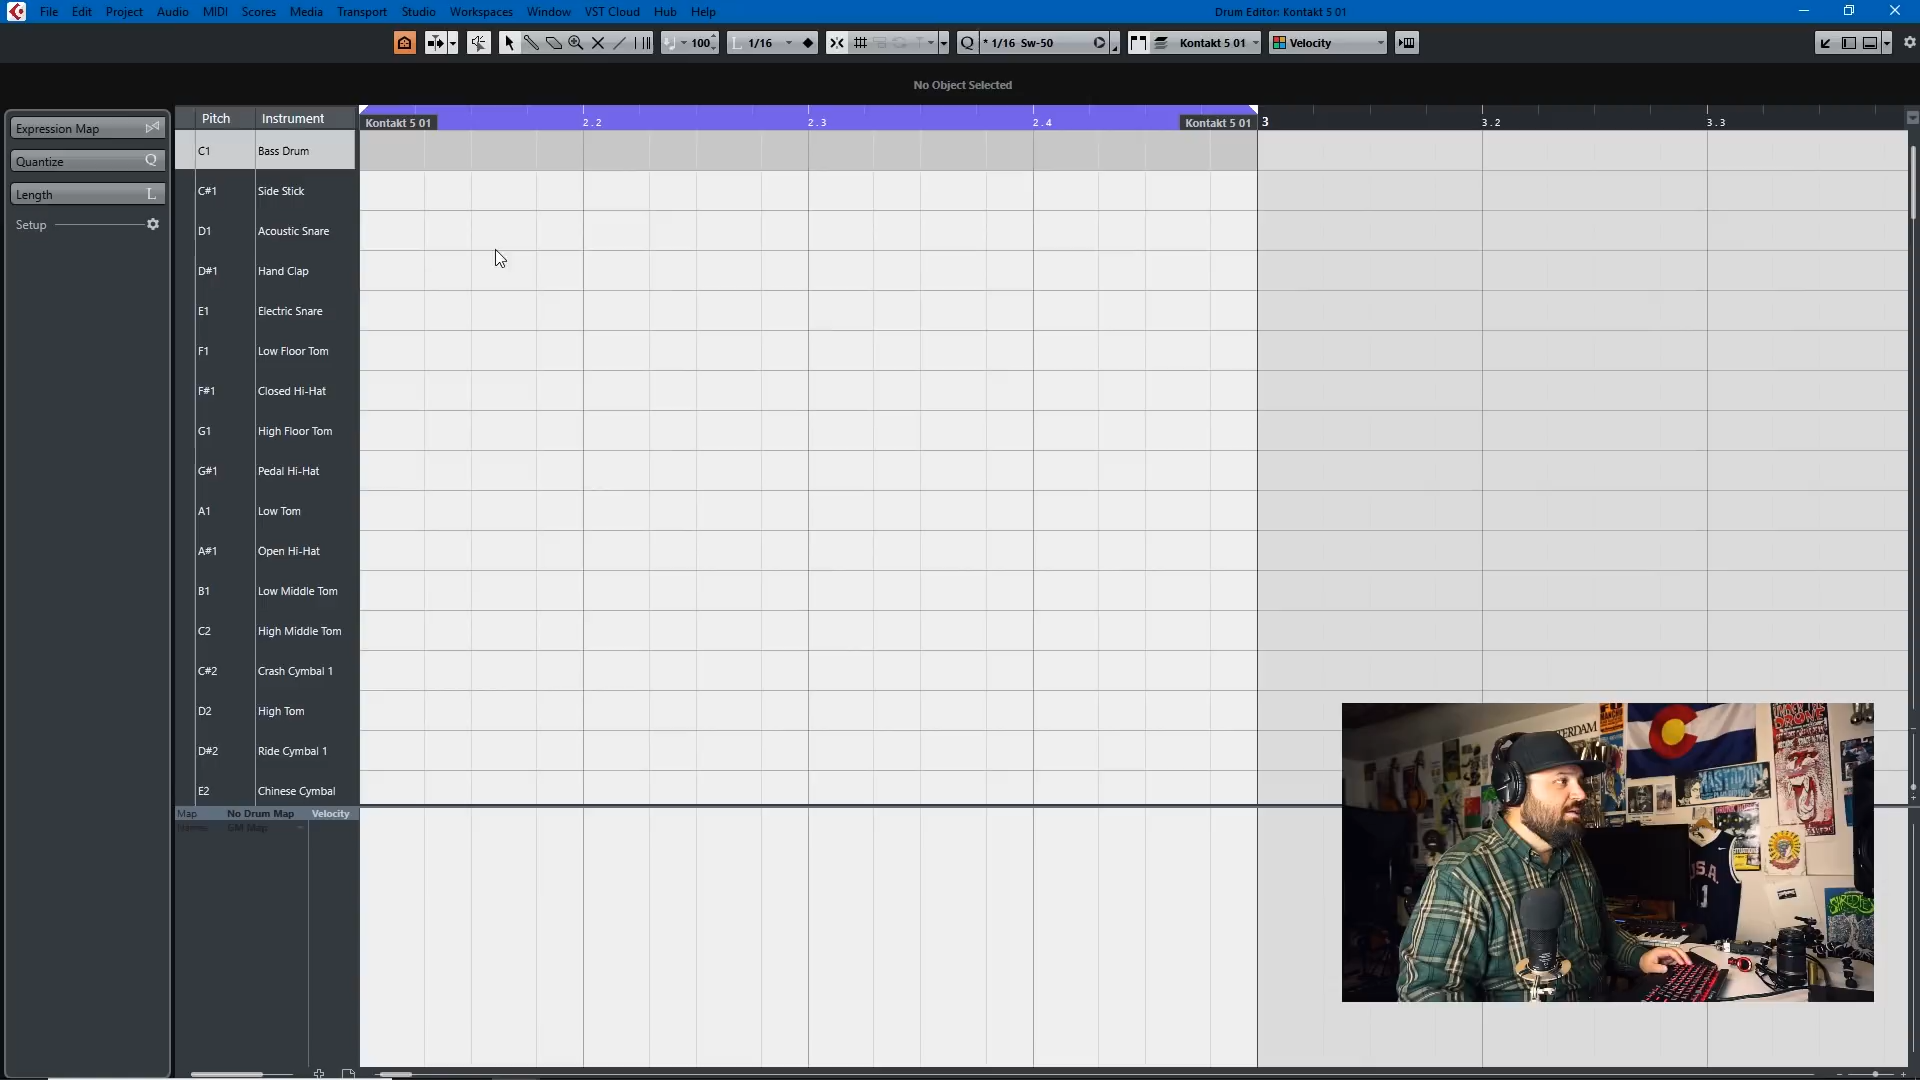 File Edit Project Audio MIDI Scores Media Transport Studio Workspaces Window VST Cloud Hub Help
Drum Editor: Kontakt 5 01
100 L 1/16 Q * 1/16 Sw-50 Kontakt 5 01 Velocity
No Object Selected
Expression Map
Quantize Q
Length L
Setup
Pitch Instrument
Kontakt 5 01 2.2 2.3 2.4 Kontakt 5 01 3 3.2 3.3
C1 Bass Drum
C#1 Side Stick
D1 Acoustic Snare
D#1 Hand Clap
E1 Electric Snare
F1 Low Floor Tom
F#1 Closed Hi-Hat
G1 High Floor Tom
G#1 Pedal Hi-Hat
A1 Low Tom
A#1 Open Hi-Hat
B1 Low Middle Tom
C2 High Middle Tom
C#2 Crash Cymbal 1
D2 High Tom
D#2 Ride Cymbal 1
E2 Chinese Cymbal
Map No Drum Map Velocity
Names GM Map
MASTODON
U.S.A.
1